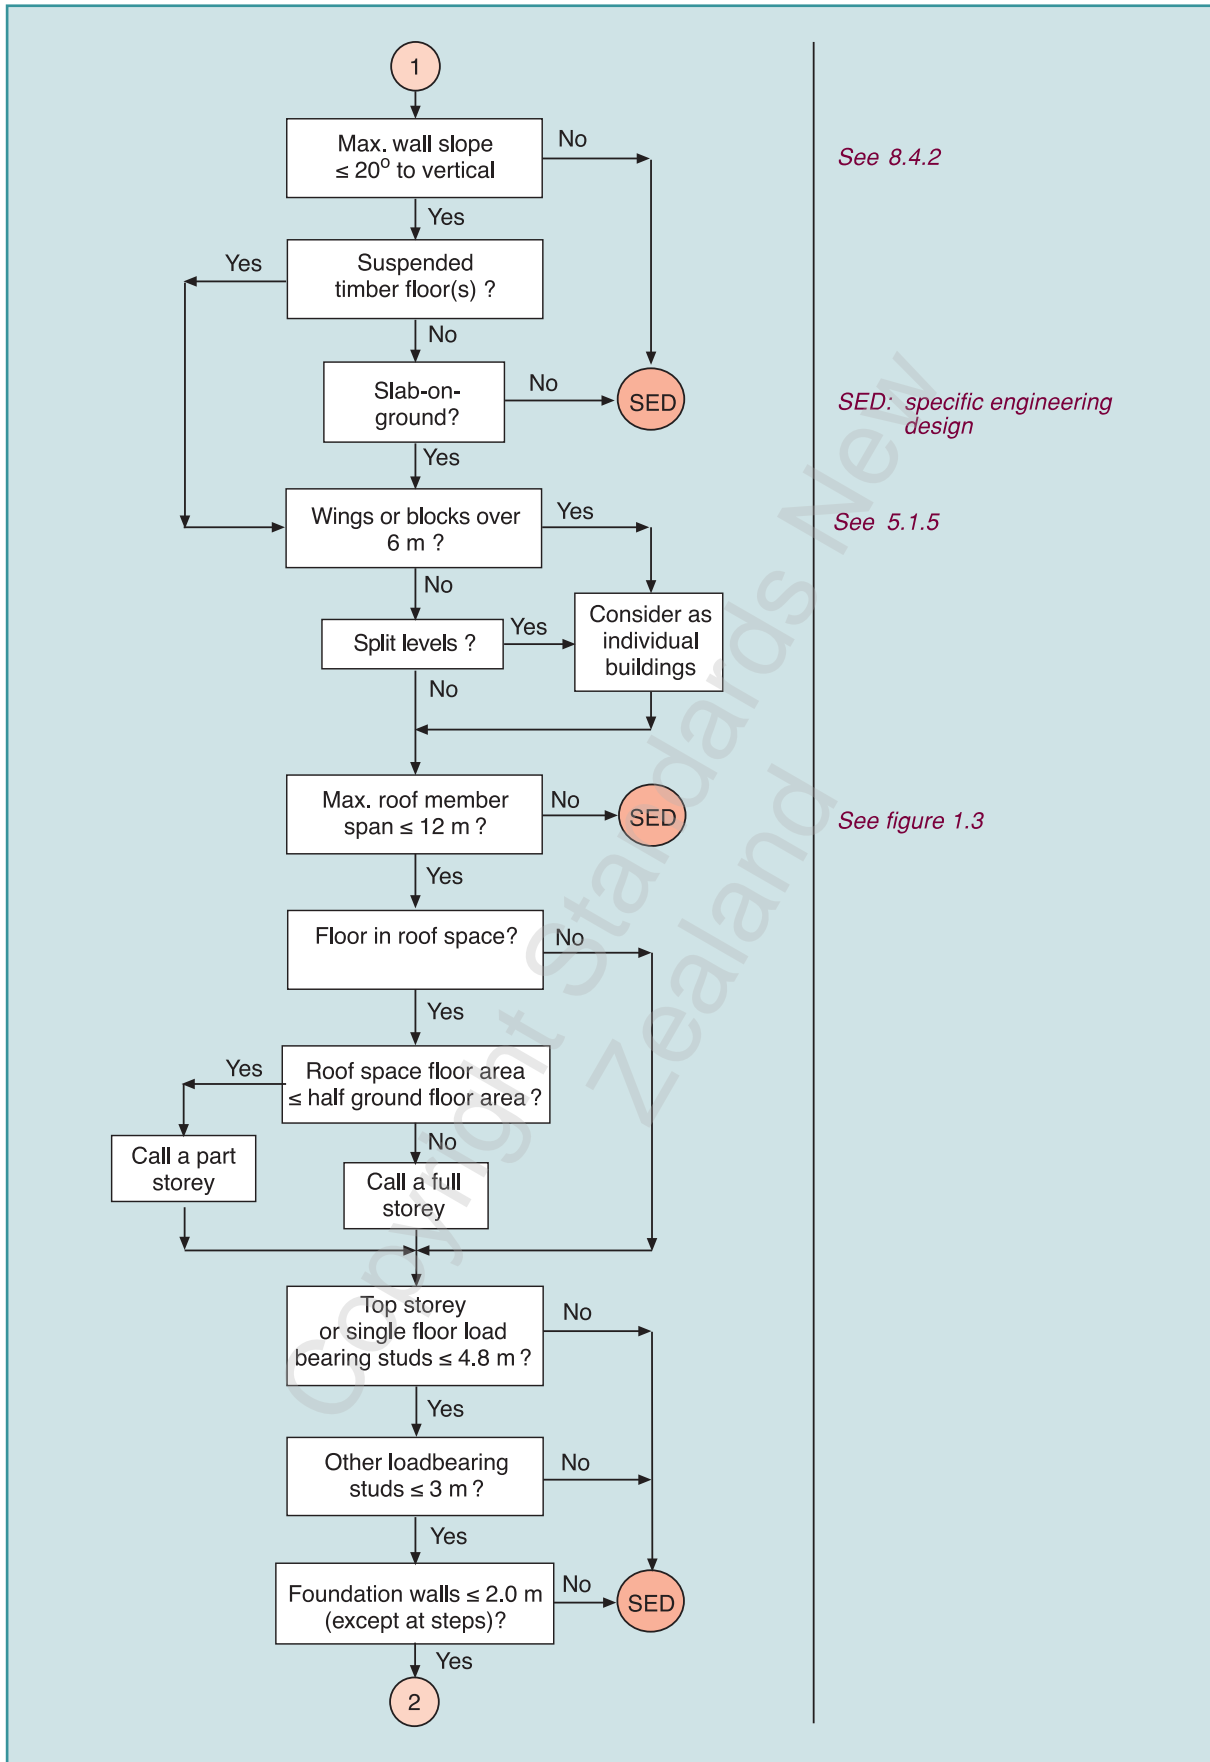 1
Max. wall slope
≤ 20° to vertical
No
See 8.4.2
Yes
Suspended
timber floor(s) ?
Yes
No
Slab-on-
ground?
No
SED
SED: specific engineering
design
Yes
Wings or blocks over
6 m ?
Yes
See 5.1.5
No
Split levels ?
Yes
Consider as
individual
buildings
No
Max. roof member
span ≤ 12 m ?
No
SED
See figure 1.3
Yes
Floor in roof space?
No
Yes
Roof space floor area
≤ half ground floor area ?
Yes
Call a part
storey
No
Call a full
storey
Top storey
or single floor load
bearing studs ≤ 4.8 m ?
No
Yes
Other loadbearing
studs ≤ 3 m ?
No
Yes
Foundation walls ≤ 2.0 m
(except at steps)?
No
SED
Yes
2
Copyright Standards New
Zealand